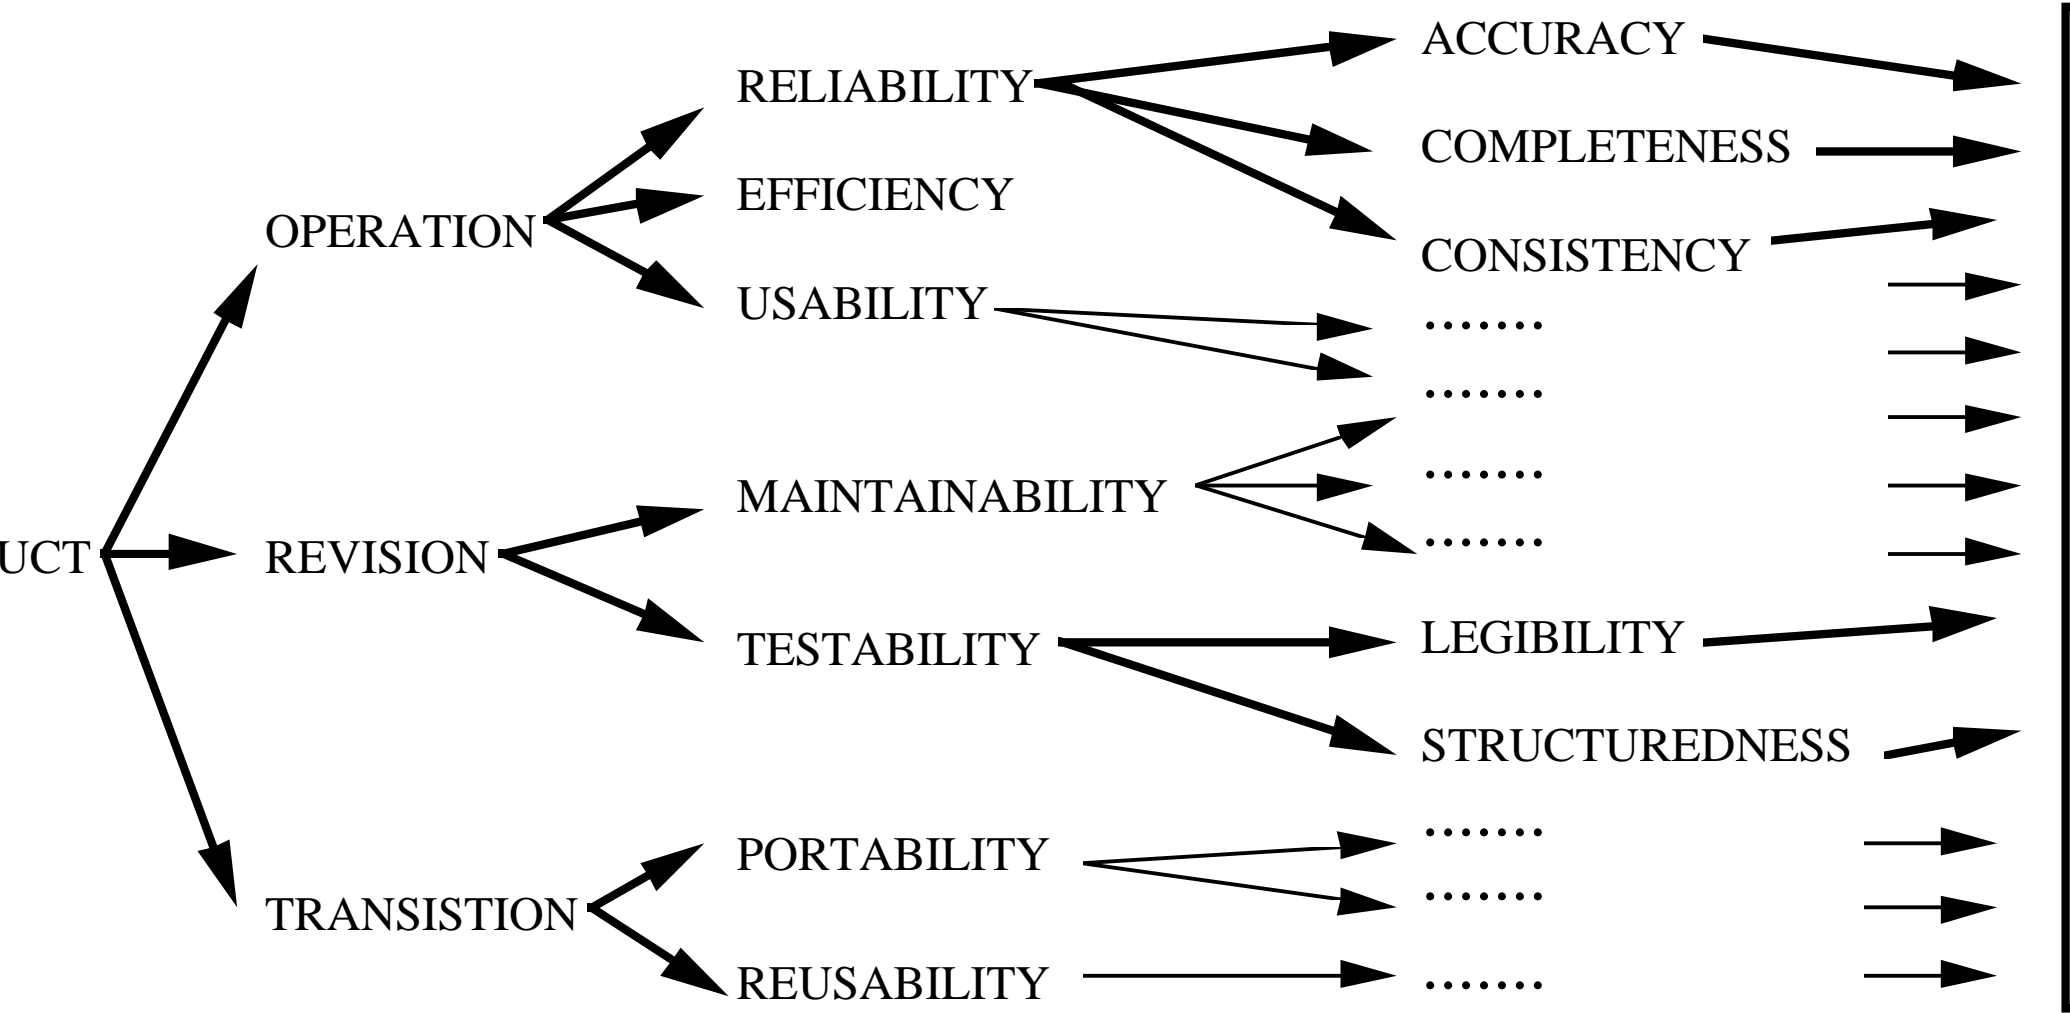 ACCURACY
RELIABILITY
COMPLETENESS
EFFICIENCY
OPERATION
CONSISTENCY
USABILITY
.......
.......
.......
MAINTAINABILITY
.......
UCT
REVISION
LEGIBILITY
TESTABILITY
STRUCTUREDNESS
.......
PORTABILITY
.......
TRANSISTION
REUSABILITY
.......